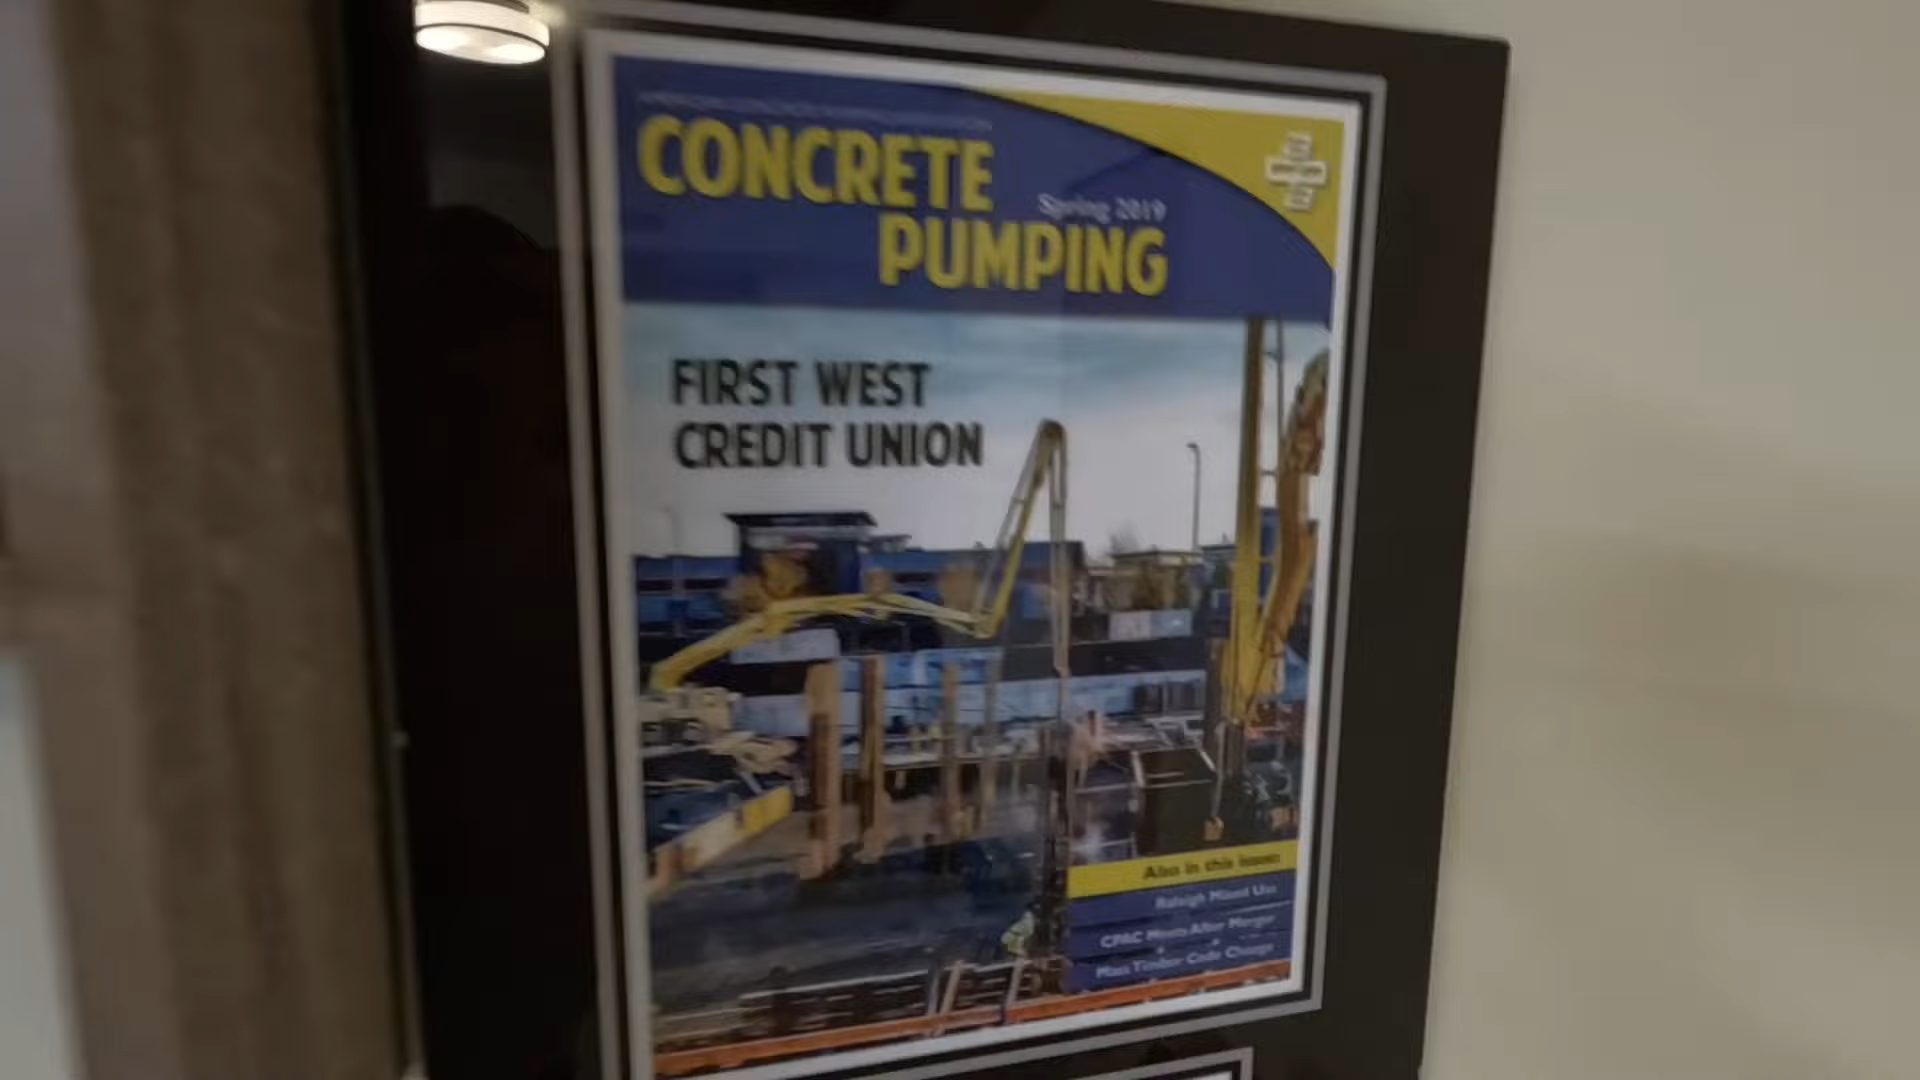 CONCRETE
Spring 2019
PUMPING
FIRST WEST
CREDIT UNION
Also in this issue:
Raleigh Mixed Use
CPAC Meets After Merger
Mass Timber Code Change